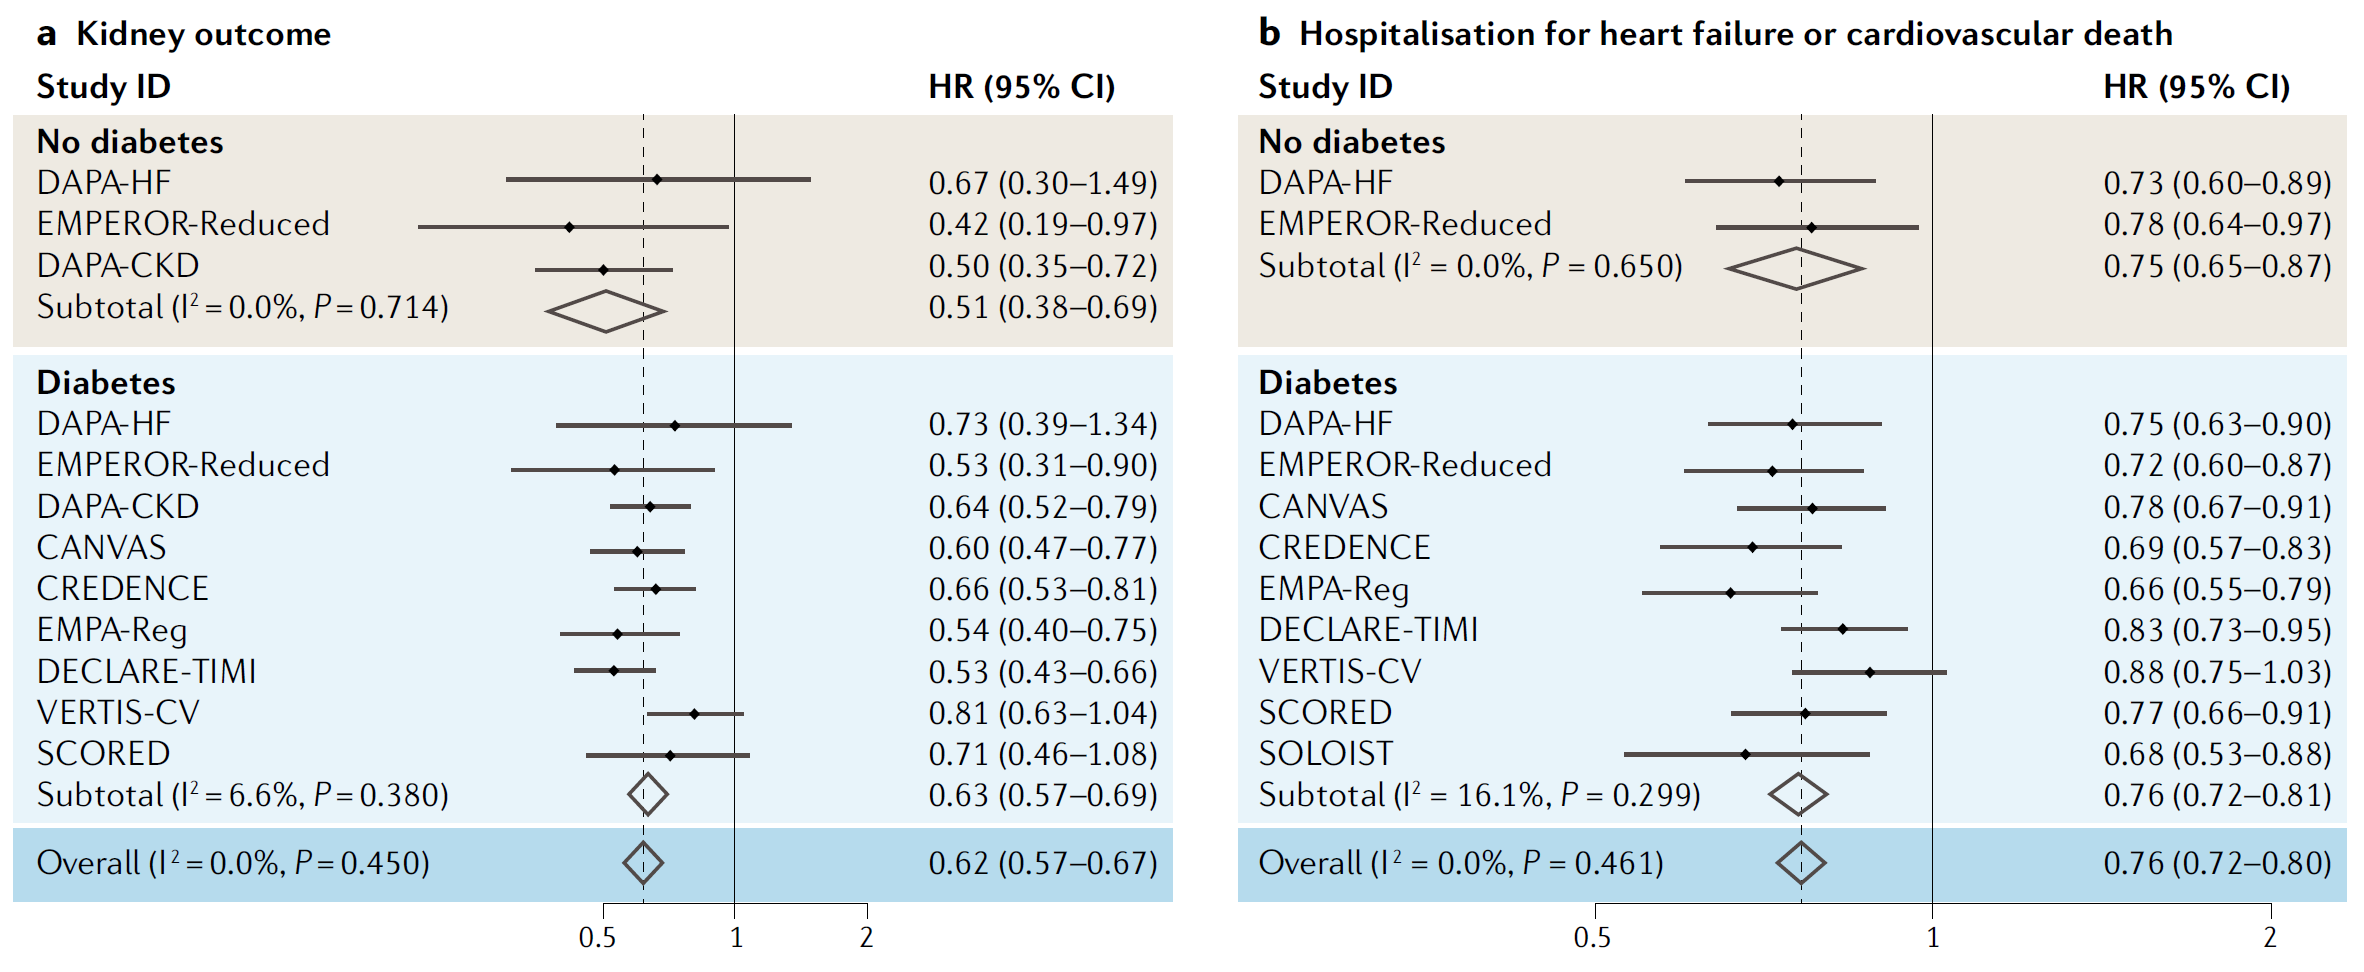 a Kidney outcome
Study ID HR (95% CI)
No diabetes
DAPA-HF 0.67 (0.30–1.49)
EMPEROR-Reduced 0.42 (0.19–0.97)
DAPA-CKD 0.50 (0.35–0.72)
Subtotal (I² = 0.0%, P = 0.714) 0.51 (0.38–0.69)
Diabetes
DAPA-HF 0.73 (0.39–1.34)
EMPEROR-Reduced 0.53 (0.31–0.90)
DAPA-CKD 0.64 (0.52–0.79)
CANVAS 0.60 (0.47–0.77)
CREDENCE 0.66 (0.53–0.81)
EMPA-Reg 0.54 (0.40–0.75)
DECLARE-TIMI 0.53 (0.43–0.66)
VERTIS-CV 0.81 (0.63–1.04)
SCORED 0.71 (0.46–1.08)
Subtotal (I² = 6.6%, P = 0.380) 0.63 (0.57–0.69)
Overall (I² = 0.0%, P = 0.450) 0.62 (0.57–0.67)
0.5 1 2
b Hospitalisation for heart failure or cardiovascular death
Study ID HR (95% CI)
No diabetes
DAPA-HF 0.73 (0.60–0.89)
EMPEROR-Reduced 0.78 (0.64–0.97)
Subtotal (I² = 0.0%, P = 0.650) 0.75 (0.65–0.87)
Diabetes
DAPA-HF 0.75 (0.63–0.90)
EMPEROR-Reduced 0.72 (0.60–0.87)
CANVAS 0.78 (0.67–0.91)
CREDENCE 0.69 (0.57–0.83)
EMPA-Reg 0.66 (0.55–0.79)
DECLARE-TIMI 0.83 (0.73–0.95)
VERTIS-CV 0.88 (0.75–1.03)
SCORED 0.77 (0.66–0.91)
SOLOIST 0.68 (0.53–0.88)
Subtotal (I² = 16.1%, P = 0.299) 0.76 (0.72–0.81)
Overall (I² = 0.0%, P = 0.461) 0.76 (0.72–0.80)
0.5 1 2